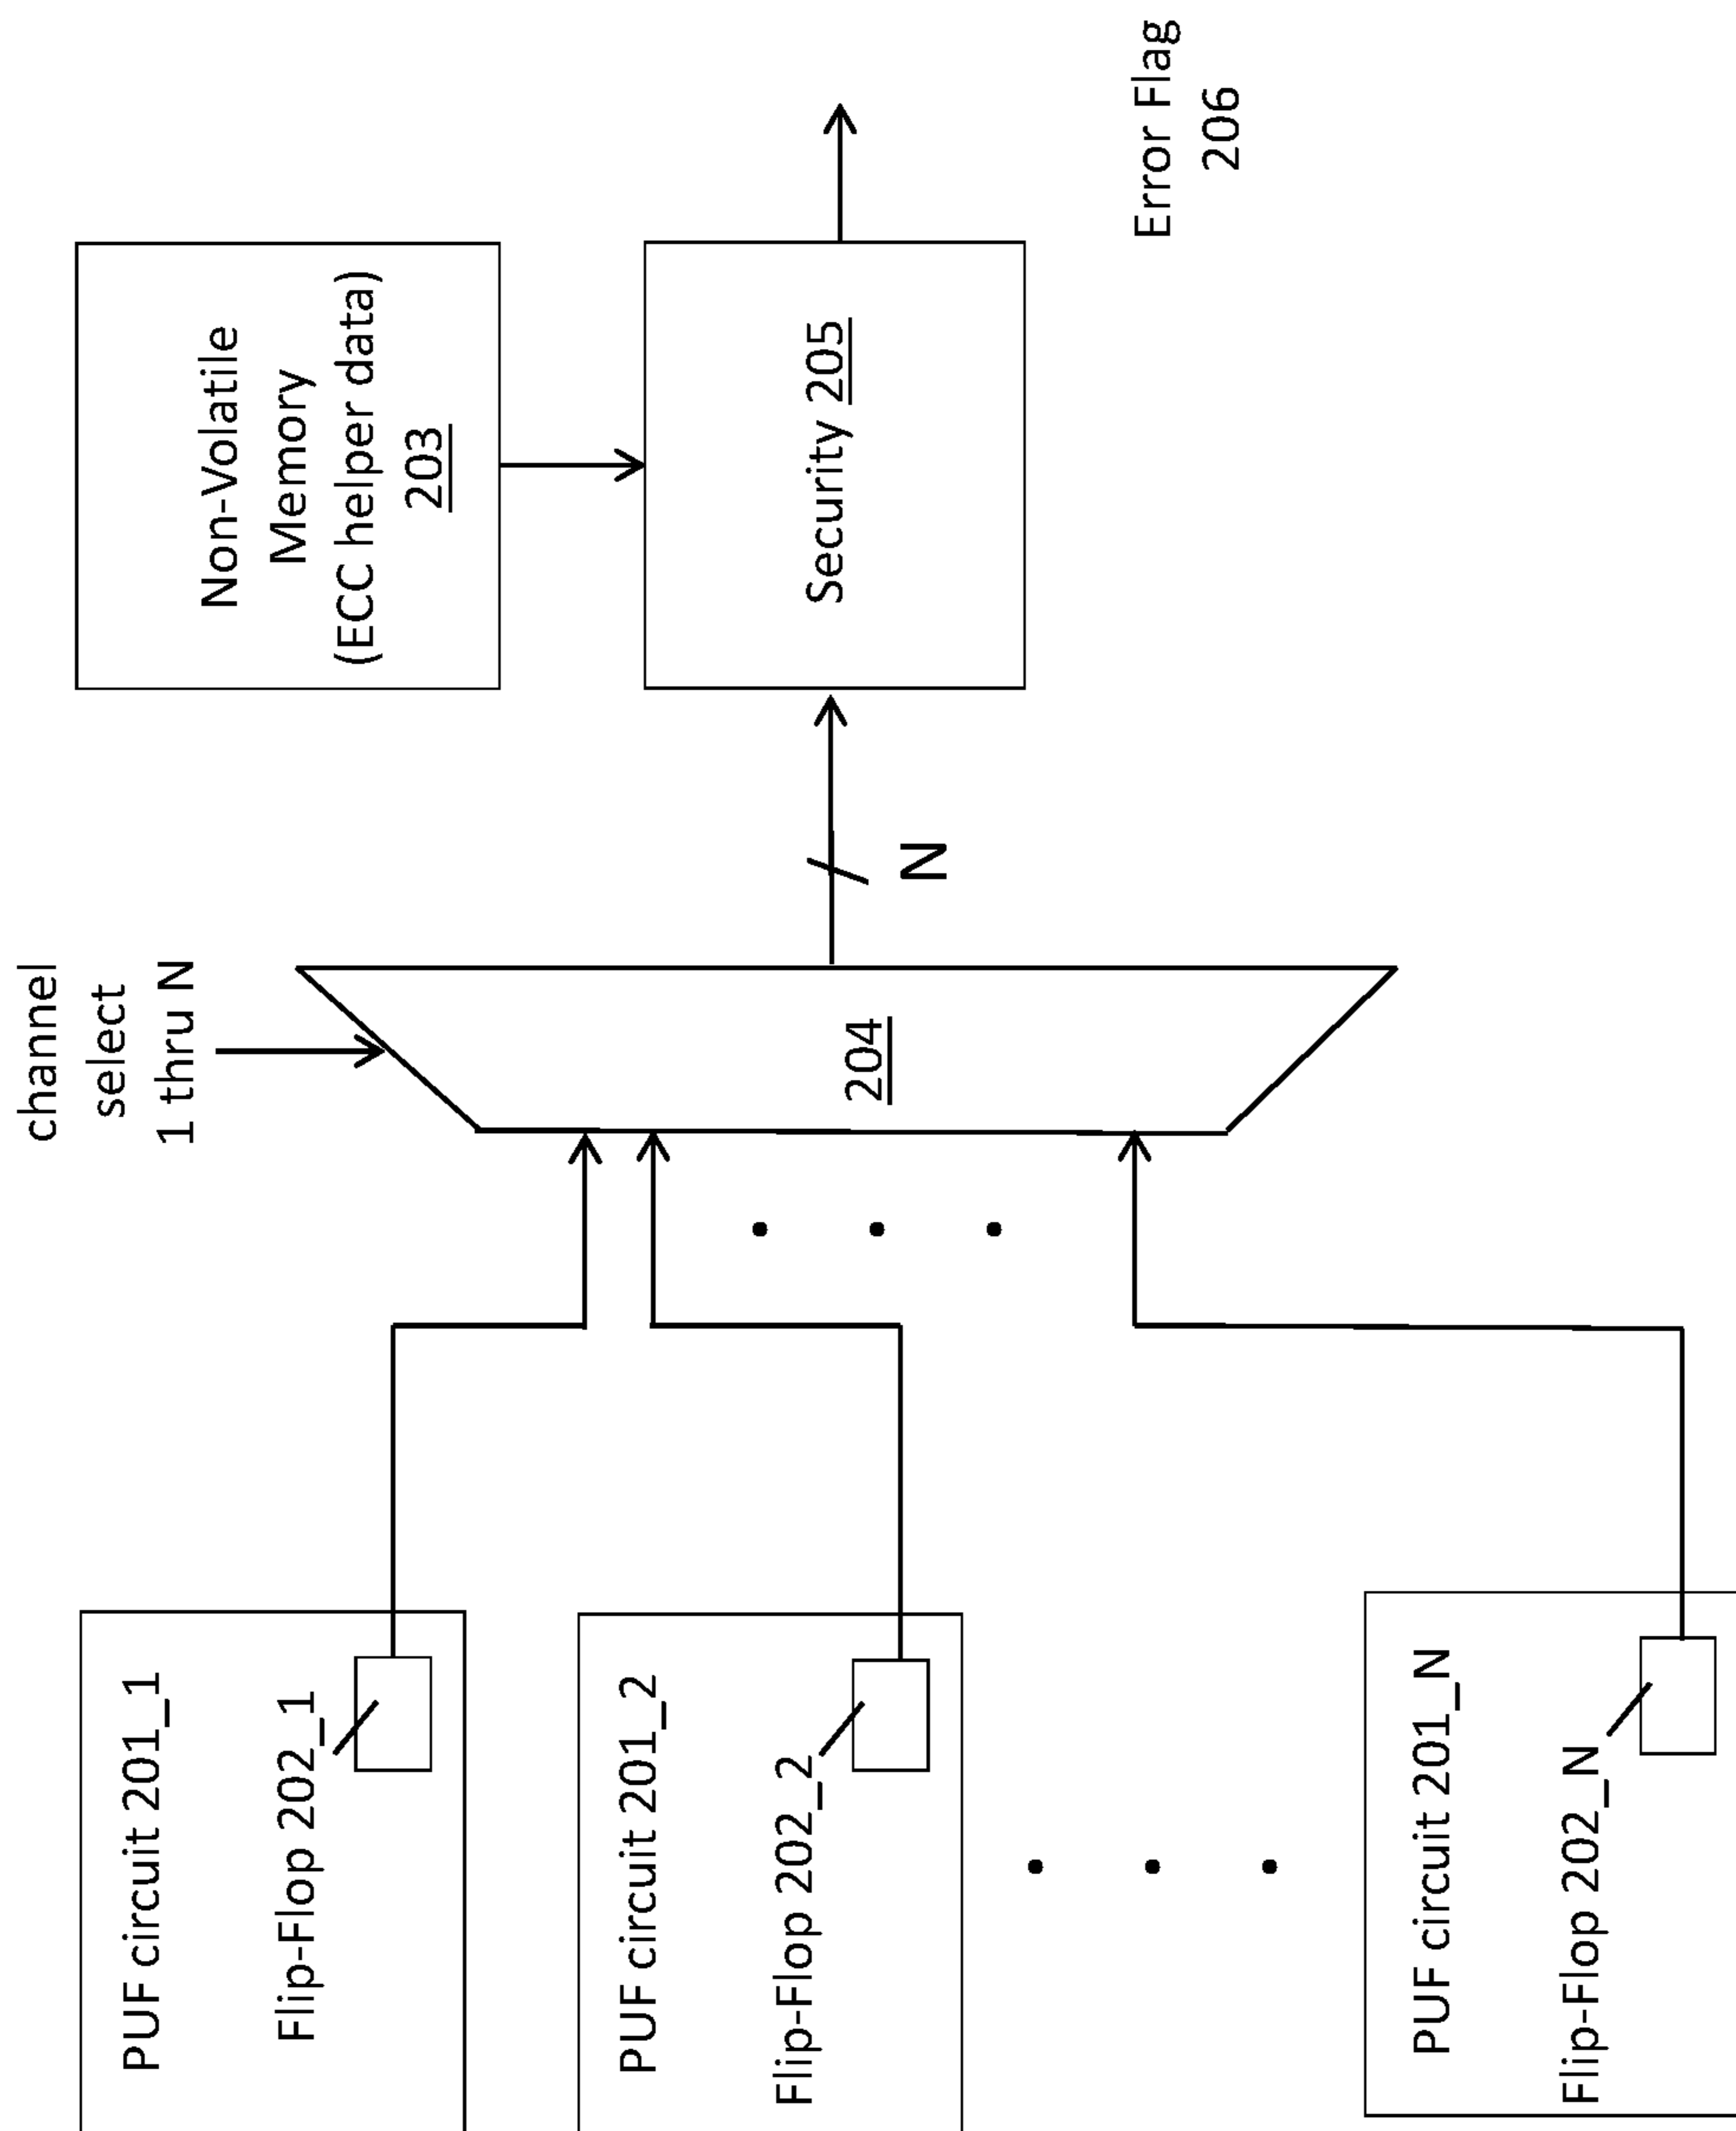 PUF circuit 201_1
Flip-Flop 202_1
PUF circuit 201_2
Flip-Flop 202_2
PUF circuit 201_N
Flip-Flop 202_N
channel
select
1 thru N
204
N
Non-Volatile
Memory
(ECC helper data)
203
Security 205
Error Flag
206